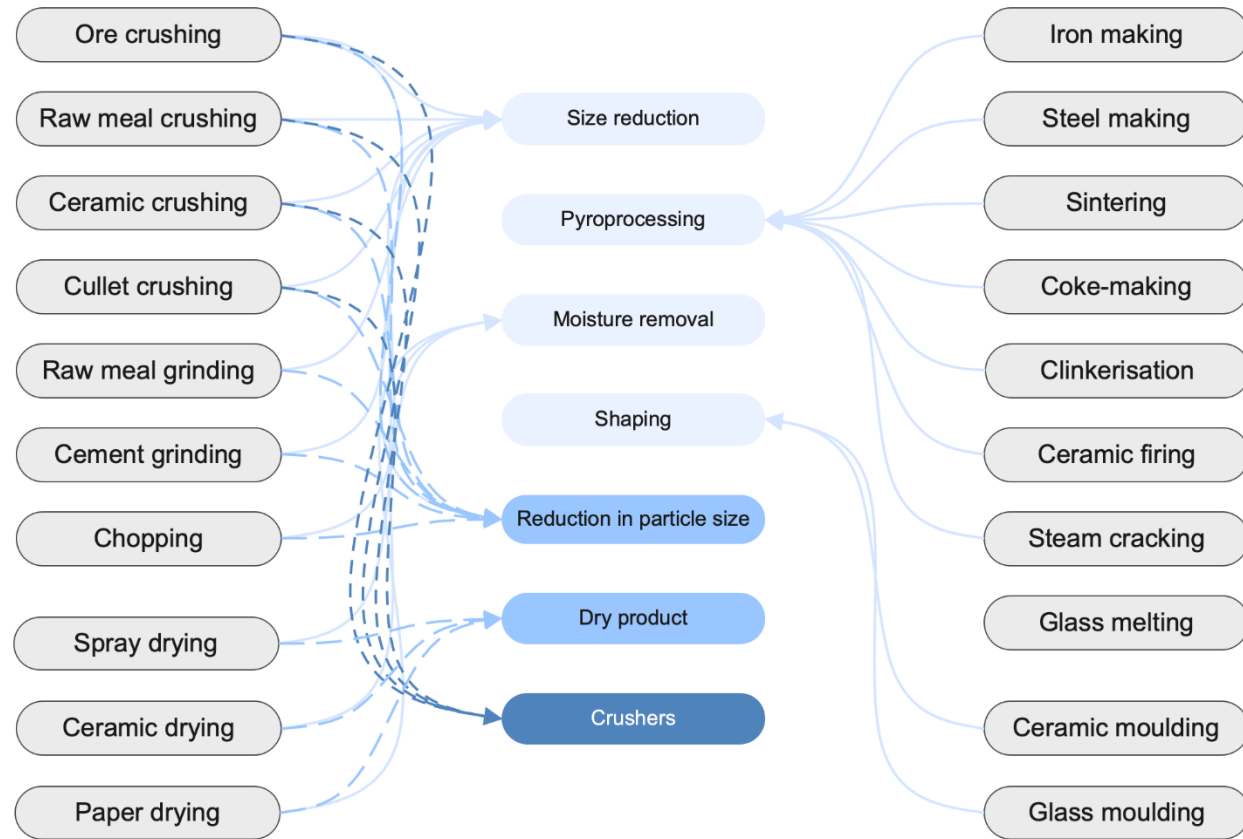 Ore crushing
Raw meal crushing
Ceramic crushing
Cullet crushing
Raw meal grinding
Cement grinding
Chopping
Spray drying
Ceramic drying
Paper drying
Size reduction
Pyroprocessing
Moisture removal
Shaping
Reduction in particle size
Dry product
Crushers
Iron making
Steel making
Sintering
Coke-making
Clinkerisation
Ceramic firing
Steam cracking
Glass melting
Ceramic moulding
Glass moulding